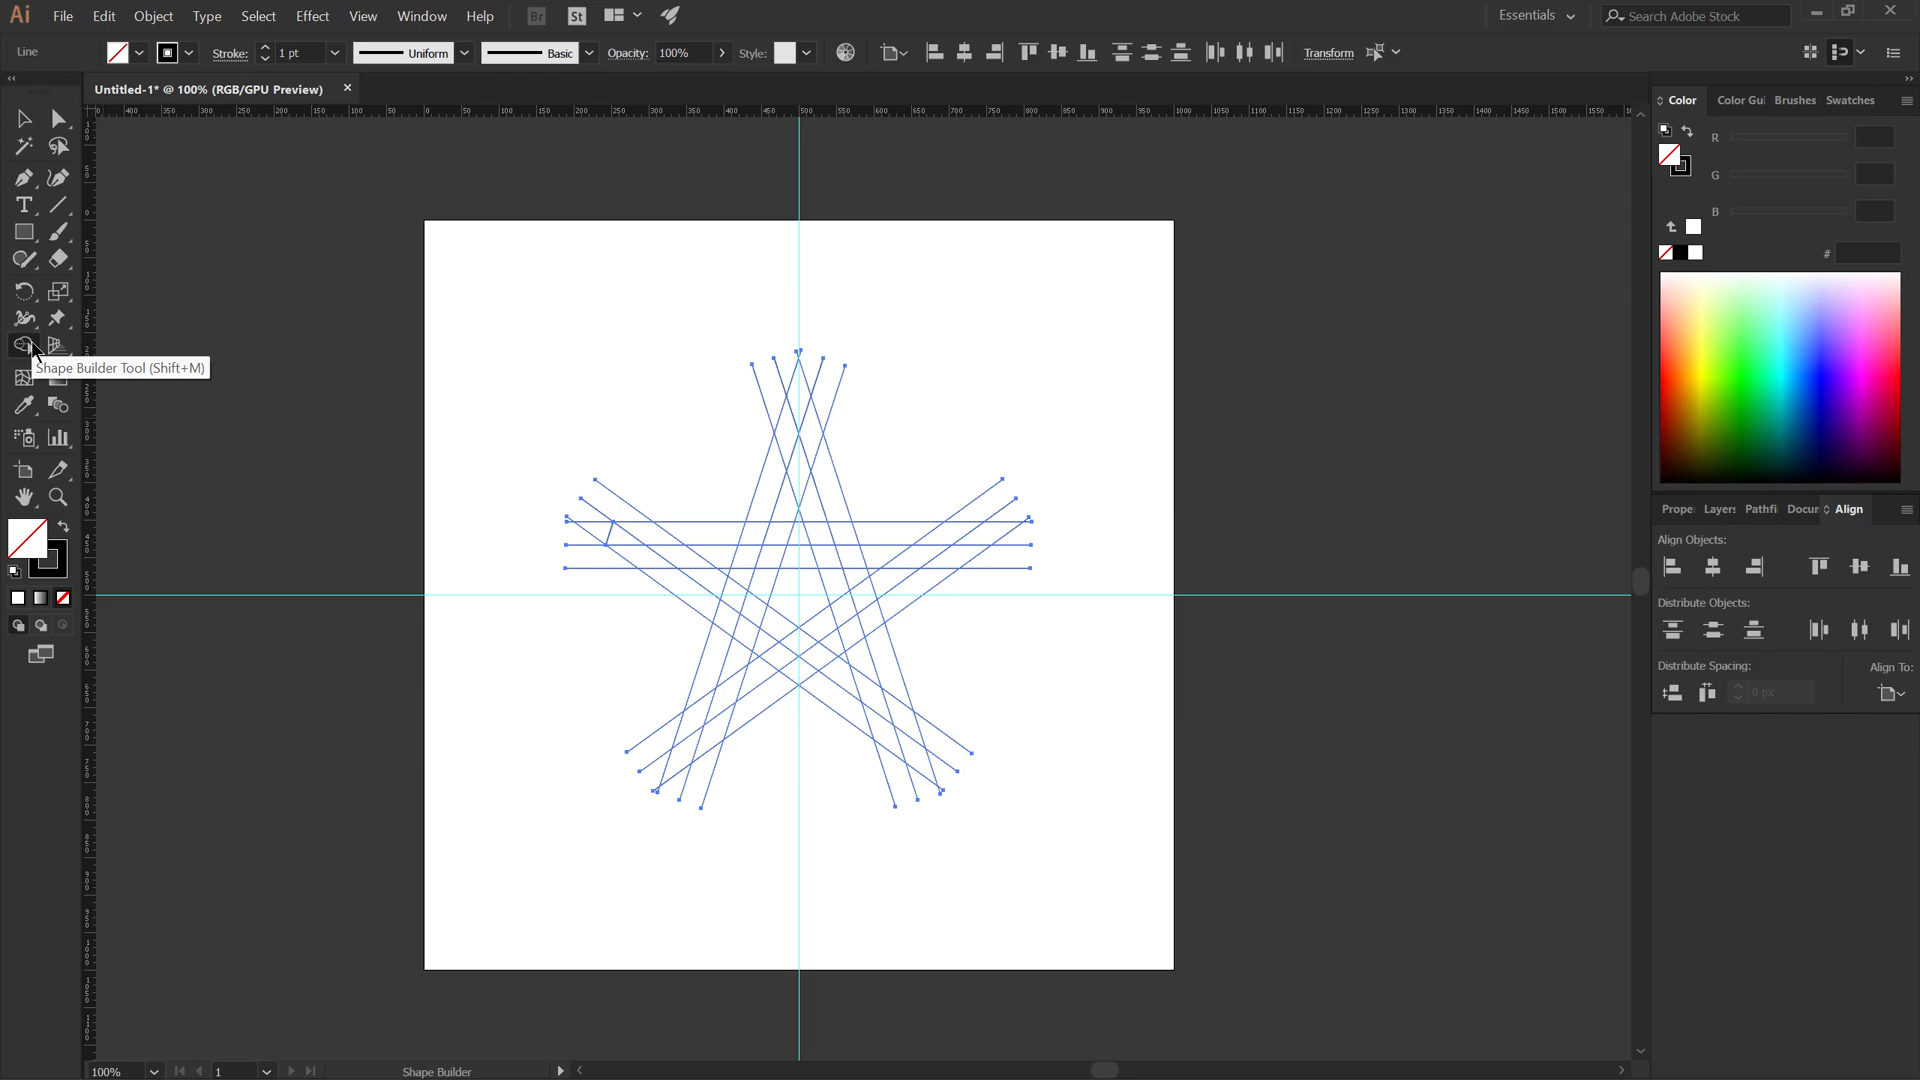 Ai File Edit Object Type Select Effect View Window Help Br St Essentials Search Adobe Stock
Line Stroke: 1 pt Uniform Basic Opacity: 100% Style: Transform
Untitled-1* @ 100% (RGB/GPU Preview)
Color Color Gui Brushes Swatches
R
G
B
#
Shape Builder Tool (Shift+M)
Prope Layers Pathfi Docum Align
Align Objects:
Distribute Objects:
Distribute Spacing: Align To:
0 px
100% 1 Shape Builder